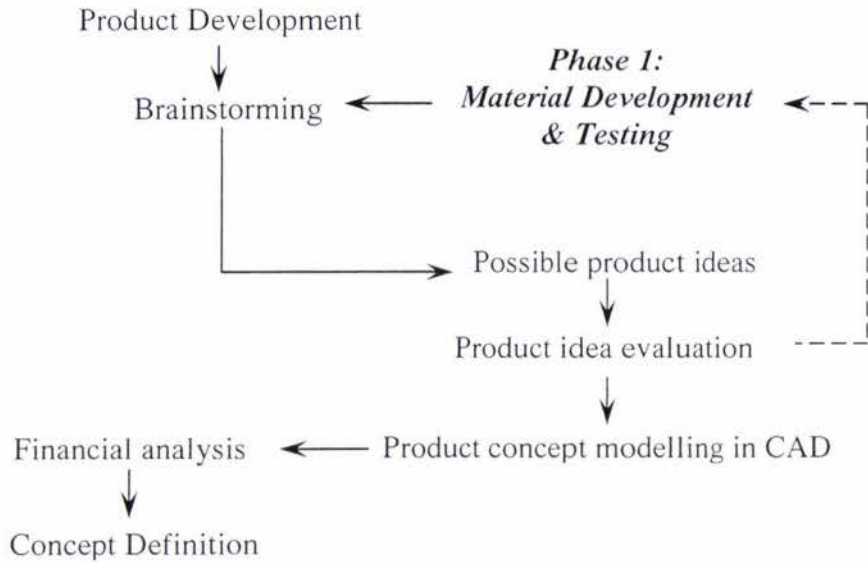 Product Development
Phase 1:
Material Development
& Testing
Brainstorming
Possible product ideas
Product idea evaluation
Product concept modelling in CAD
Financial analysis
Concept Definition